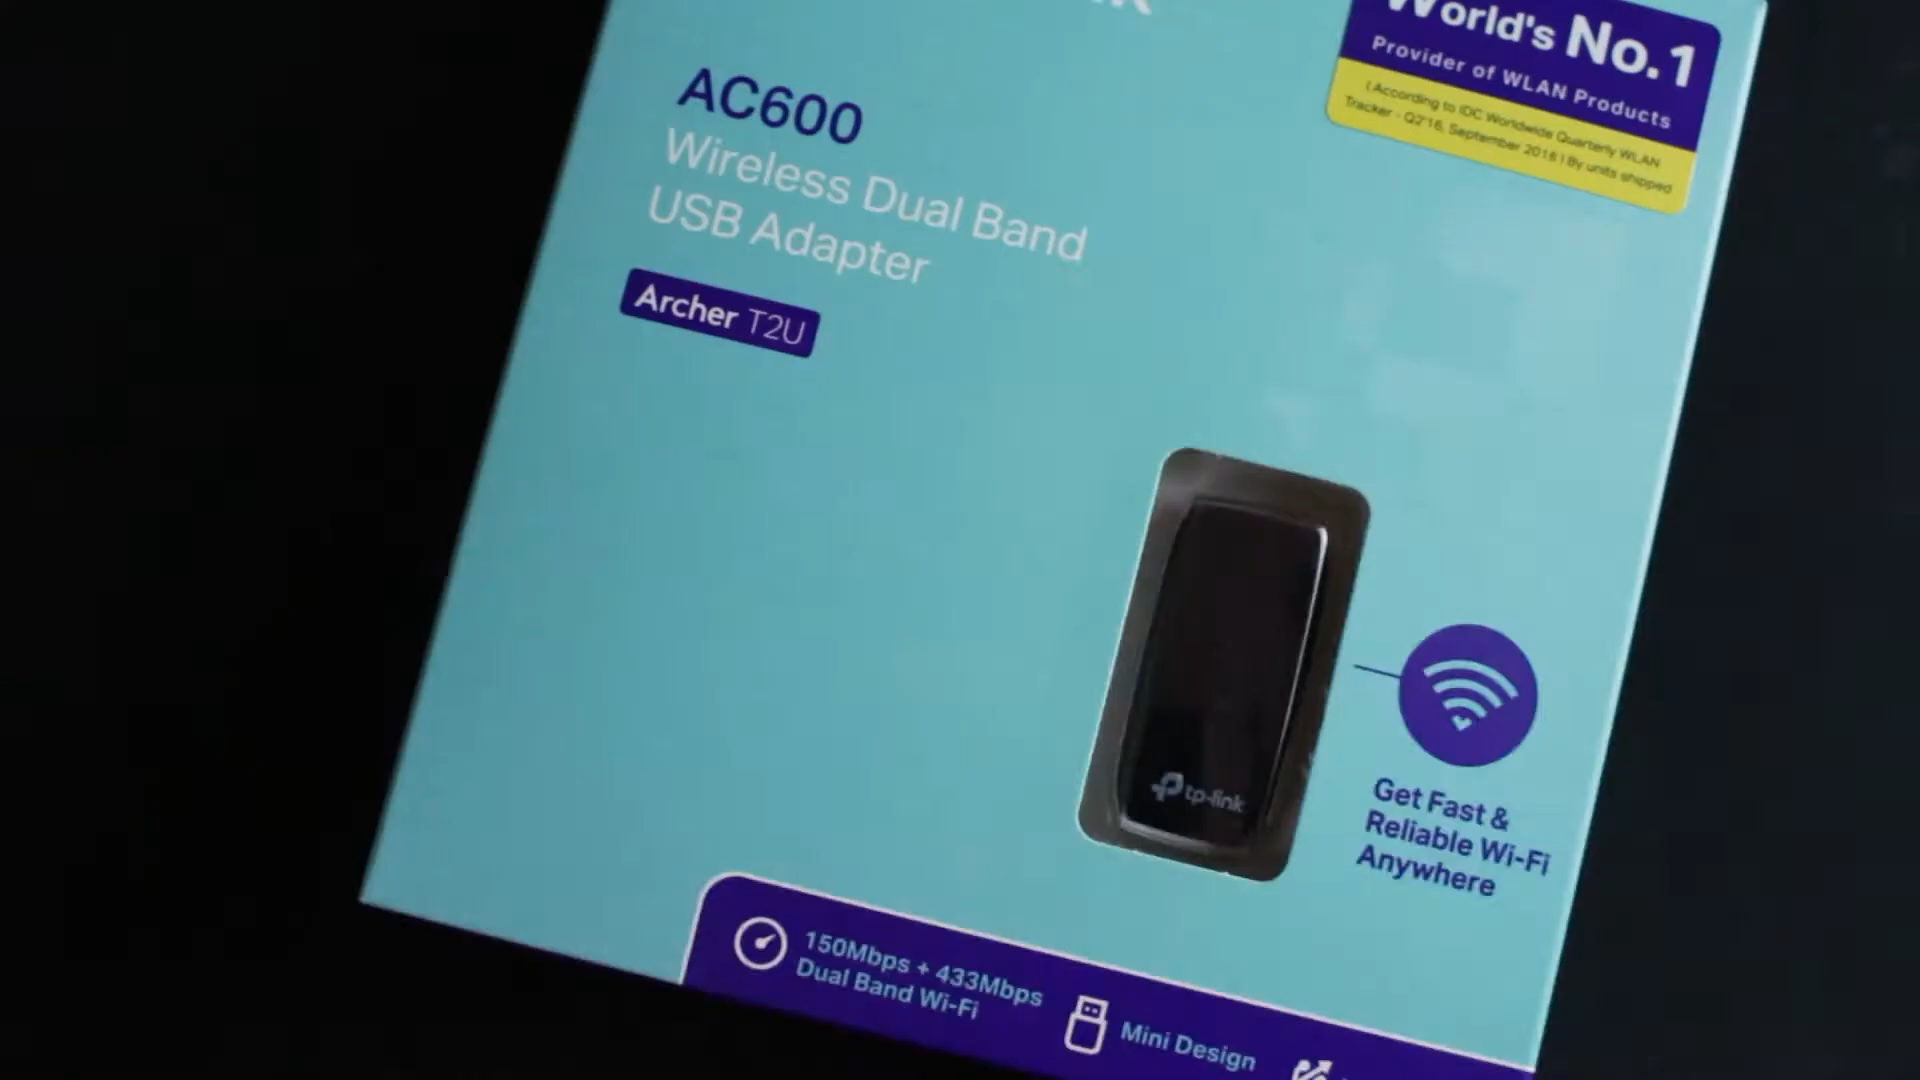 World's No.1
Provider of WLAN Products
( According to IDC Worldwide Quarterly WLAN
Tracker - Q2'16, September 2016 ) By units shipped
AC600
Wireless Dual Band
USB Adapter
Archer T2U
tp-link
Get Fast &
Reliable Wi-Fi
Anywhere
150Mbps + 433Mbps
Dual Band Wi-Fi
Mini Design